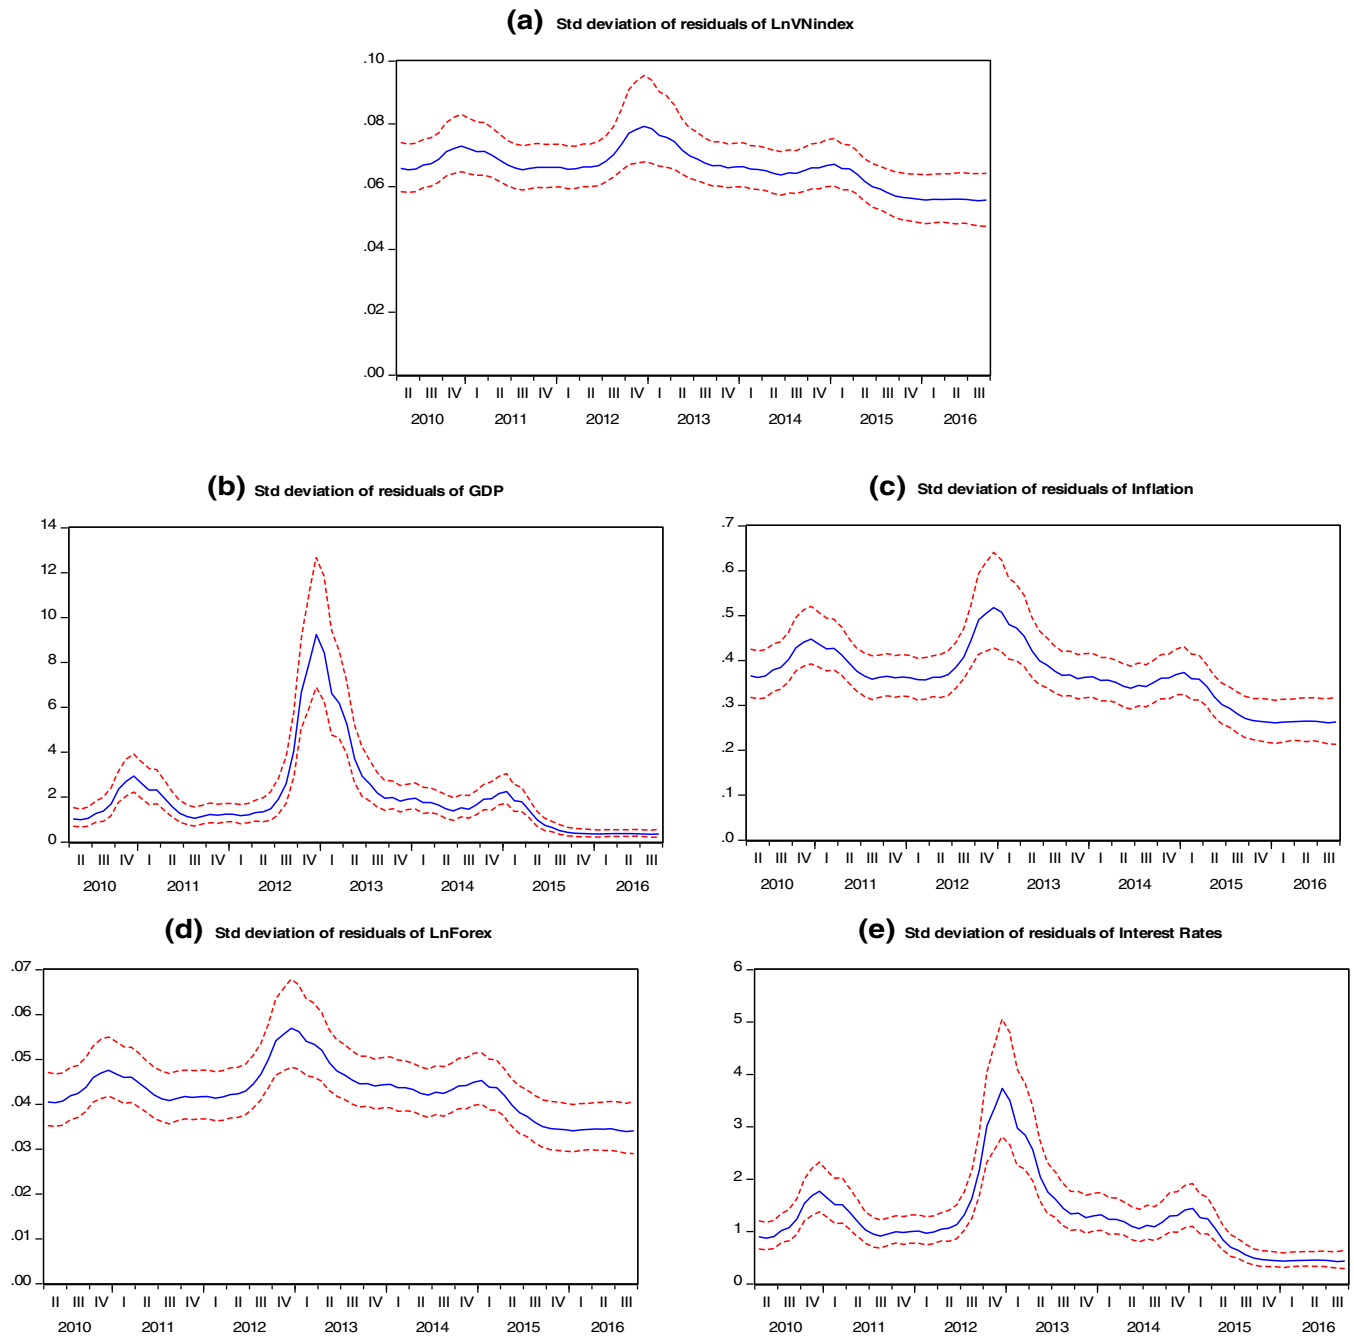 (a) Std deviation of residuals of LnVNindex
.10
.08
.06
.04
.02
.00
II III IV I II III IV I II III IV I II III IV I II III IV I II III IV I II III
2010 2011 2012 2013 2014 2015 2016
(b) Std deviation of residuals of GDP
14
12
10
8
6
4
2
0
II III IV I II III IV I II III IV I II III IV I II III IV I II III IV I II III
2010 2011 2012 2013 2014 2015 2016
(c) Std deviation of residuals of Inflation
.7
.6
.5
.4
.3
.2
.1
.0
II III IV I II III IV I II III IV I II III IV I II III IV I II III IV I II III
2010 2011 2012 2013 2014 2015 2016
(d) Std deviation of residuals of LnForex
.07
.06
.05
.04
.03
.02
.01
.00
II III IV I II III IV I II III IV I II III IV I II III IV I II III IV I II III
2010 2011 2012 2013 2014 2015 2016
(e) Std deviation of residuals of Interest Rates
6
5
4
3
2
1
0
II III IV I II III IV I II III IV I II III IV I II III IV I II III IV I II III
2010 2011 2012 2013 2014 2015 2016